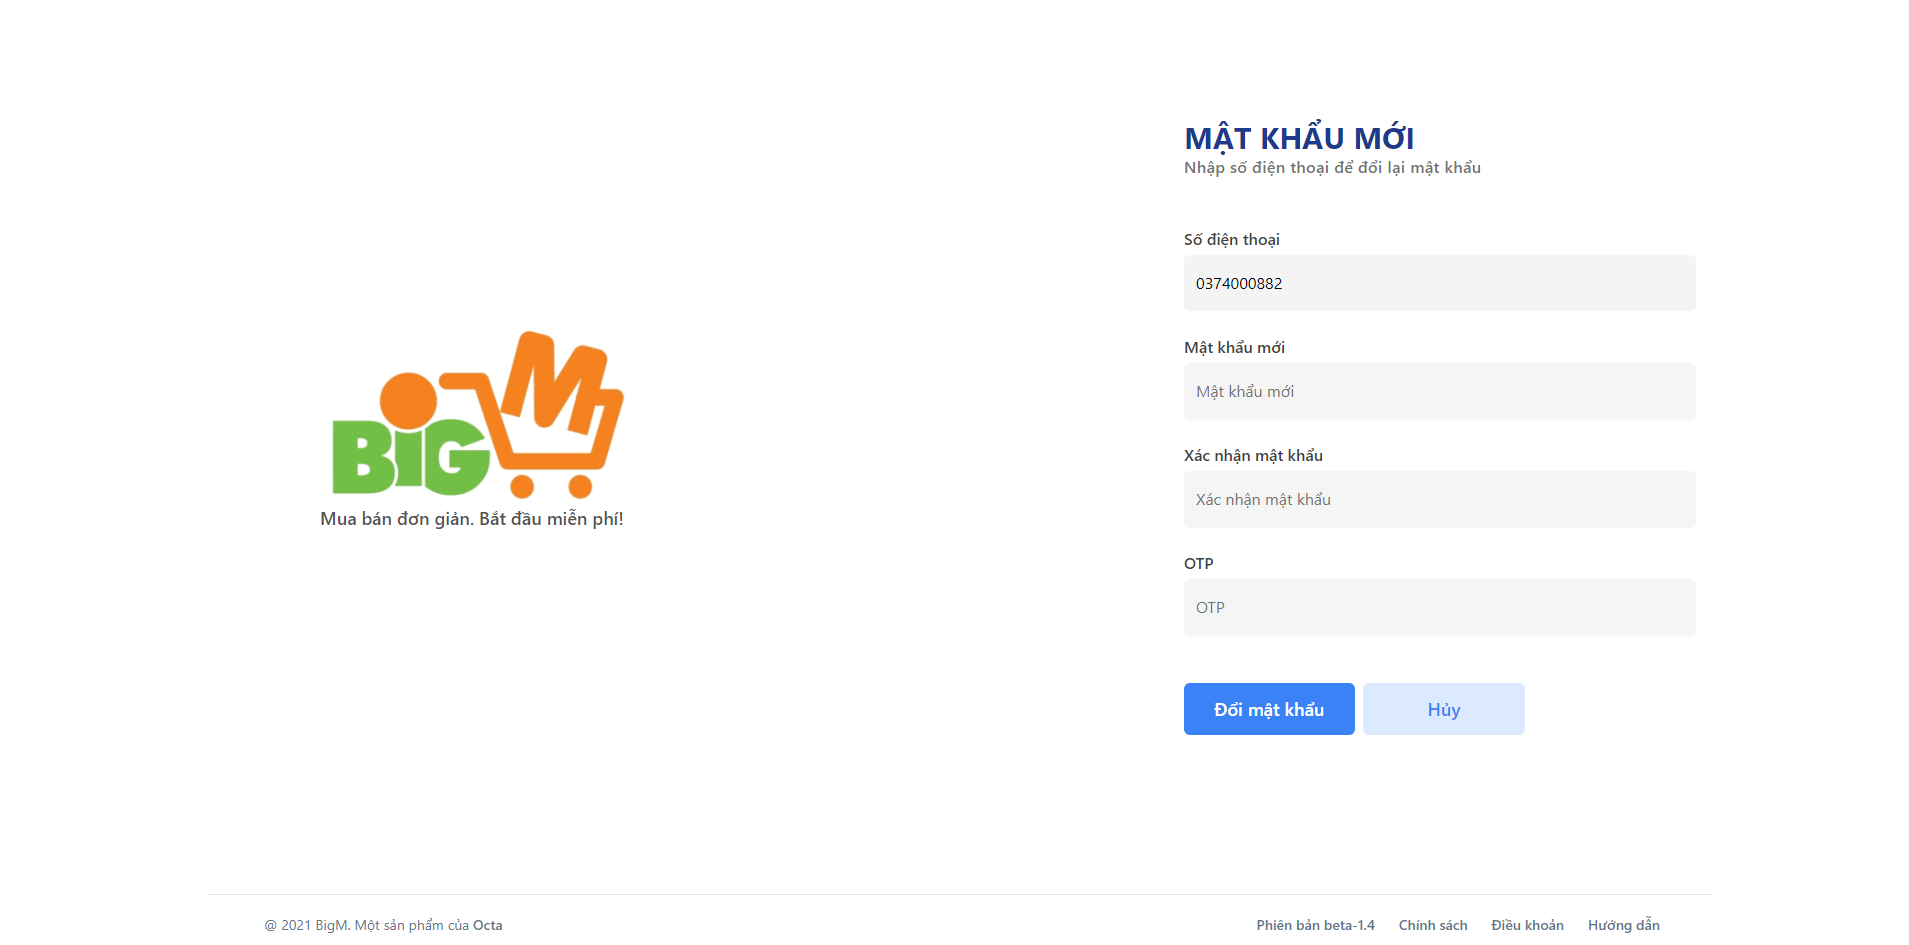 BiG M
Mua bán đơn giản. Bắt đầu miễn phí!
MẬT KHẨU MỚI
Nhập số điện thoại để đổi lại mật khẩu
Số điện thoại
0374000882
Mật khẩu mới
Mật khẩu mới
Xác nhận mật khẩu
Xác nhận mật khẩu
OTP
OTP
Đổi mật khẩu
Hủy
@ 2021 BigM. Một sản phẩm của Octa
Phiên bản beta-1.4
Chính sách
Điều khoản
Hướng dẫn